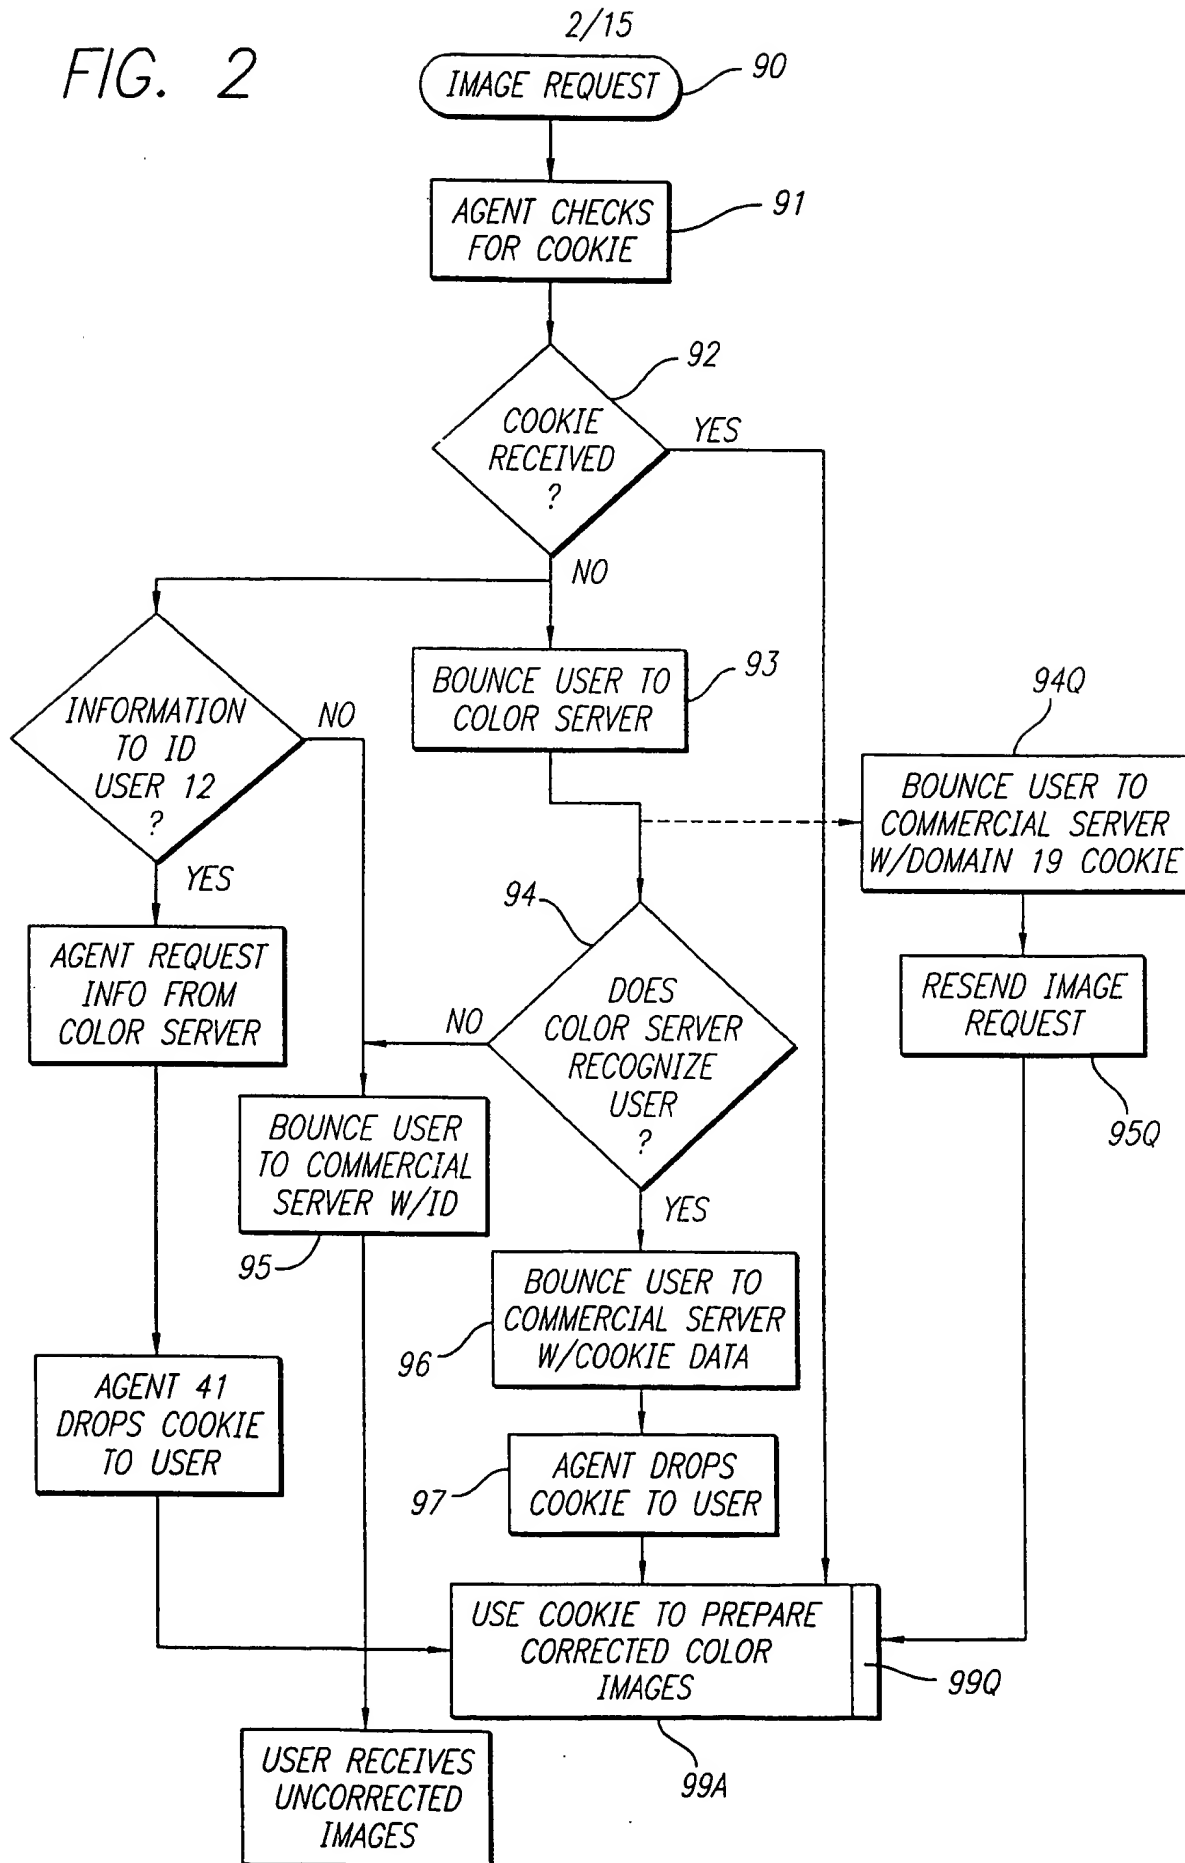 2/15
FIG. 2
IMAGE REQUEST
90
AGENT CHECKS
FOR COOKIE
91
92
COOKIE
RECEIVED
?
YES
NO
INFORMATION
TO ID
USER 12
?
NO
YES
BOUNCE USER TO
COLOR SERVER
93
94Q
BOUNCE USER TO
COMMERCIAL SERVER
W/DOMAIN 19 COOKIE
AGENT REQUEST
INFO FROM
COLOR SERVER
94
DOES
COLOR SERVER
RECOGNIZE
USER
?
NO
YES
RESEND IMAGE
REQUEST
95Q
BOUNCE USER
TO COMMERCIAL
SERVER W/ID
95
BOUNCE USER TO
COMMERCIAL SERVER
W/COOKIE DATA
96
AGENT 41
DROPS COOKIE
TO USER
AGENT DROPS
COOKIE TO USER
97
USE COOKIE TO PREPARE
CORRECTED COLOR
IMAGES
99Q
99A
USER RECEIVES
UNCORRECTED
IMAGES